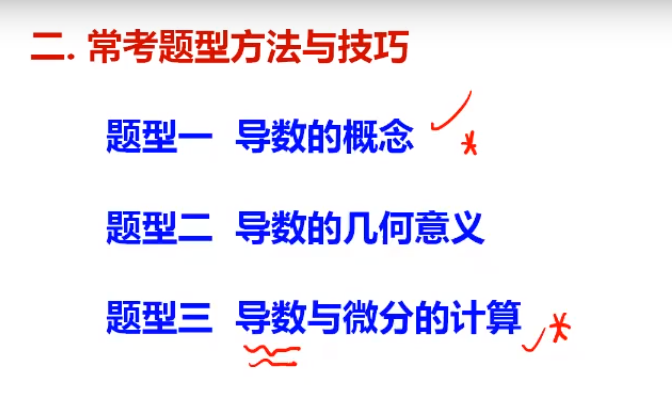 二. 常考题型方法与技巧
题型一 导数的概念
题型二 导数的几何意义
题型三 导数与微分的计算